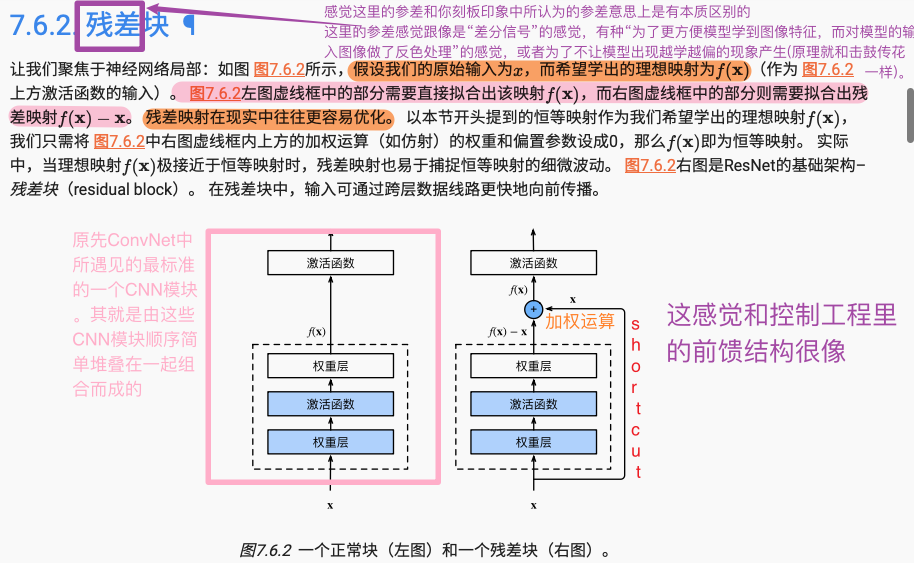 7.6.2. 残差块 ¶
感觉这里的参差和你刻板印象中所认为的参差意思上是有本质区别的
这里的参差感觉跟像是“差分信号”的感觉，有种“为了更方便模型学到图像特征，而对模型的输
入图像做了反色处理”的感觉，或者为了不让模型出现越学越偏的现象产生(原理就和击鼓传花
一样)。
让我们聚焦于神经网络局部：如图 图7.6.2所示，假设我们的原始输入为x，而希望学出的理想映射为f(x)（作为 图7.6.2
上方激活函数的输入）。 图7.6.2左图虚线框中的部分需要直接拟合出该映射f(x)，而右图虚线框中的部分则需要拟合出残
差映射f(x) − x。 残差映射在现实中往往更容易优化。 以本节开头提到的恒等映射作为我们希望学出的理想映射f(x)，
我们只需将 图7.6.2中右图虚线框内上方的加权运算（如仿射）的权重和偏置参数设成0，那么f(x)即为恒等映射。 实际
中，当理想映射f(x)极接近于恒等映射时，残差映射也易于捕捉恒等映射的细微波动。 图7.6.2右图是ResNet的基础架构–
残差块（residual block）。 在残差块中，输入可通过跨层数据线路更快地向前传播。
原先ConvNet中
所遇见的最标准
的一个CNN模块
。其就是由这些
CNN模块顺序简
单堆叠在一起组
合而成的
激活函数
f(x)
权重层
激活函数
权重层
x
激活函数
f(x)
x
+
加权运算
f(x) − x
权重层
激活函数
权重层
x
shortcut
这感觉和控制工程里
的前馈结构很像
图7.6.2 一个正常块（左图）和一个残差块（右图）。